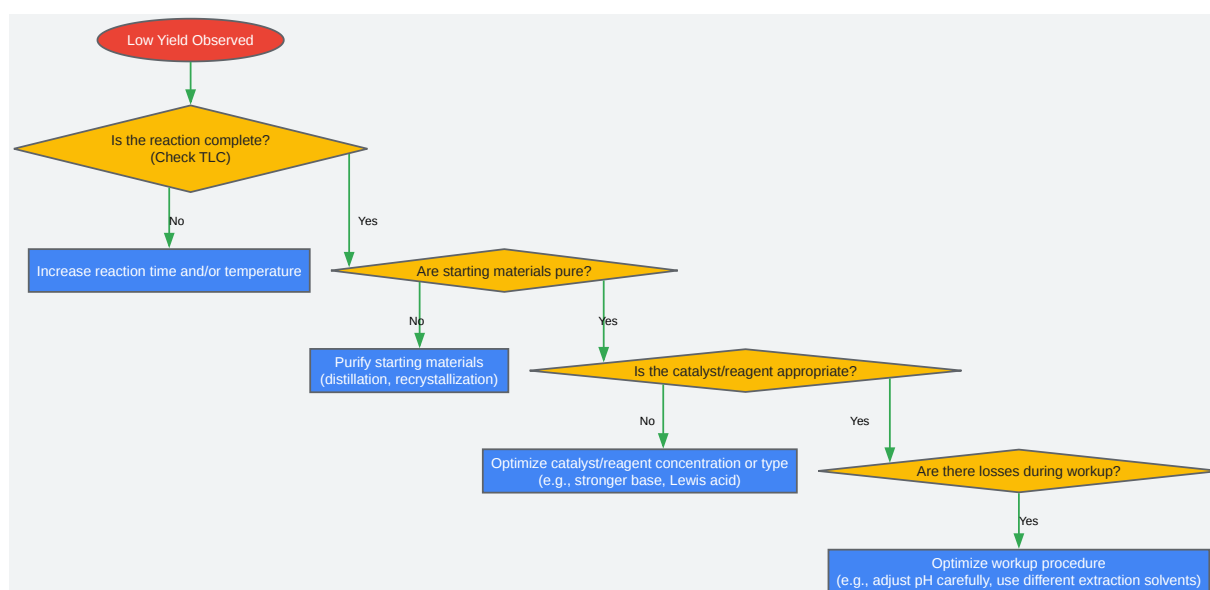 Low Yield Observed
Is the reaction complete?
(Check TLC)
No
Yes
Increase reaction time and/or temperature
Are starting materials pure?
No
Yes
Purify starting materials
(distillation, recrystallization)
Is the catalyst/reagent appropriate?
No
Yes
Optimize catalyst/reagent concentration or type
(e.g., stronger base, Lewis acid)
Are there losses during workup?
Yes
Optimize workup procedure
(e.g., adjust pH carefully, use different extraction solvents)